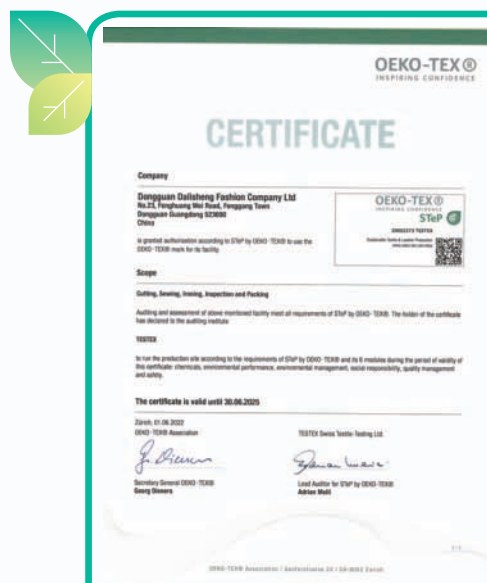 OEKO-TEX®
INSPIRING CONFIDENCE
CERTIFICATE
Company
Dongguan Dalisheng Fashion Company Ltd
No.23, Fenghuang Wei Road, Fenggang Town
Dongguan Guangdong 523690
China
is granted authorisation according to STeP by OEKO-TEX® to use the
OEKO-TEX® mark for its facility.
OEKO-TEX®
INSPIRING CONFIDENCE
STeP
TESTEX
Scope
Cutting, Sewing, Ironing, Inspection and Packing
Auditing and assessment of above mentioned facility meet all requirements of STeP by OEKO-TEX®. The holder of the certificate
has declared to the auditing institute
TESTEX
to run the production site according to the requirements of STeP by OEKO-TEX® and its 6 modules during the period of validity of
this certificate: chemicals, environmental performance, environmental management, social responsibility, quality management
and safety.
The certificate is valid until 30.06.2025
Zürich, 01.06.2022
OEKO-TEX® Association
TESTEX Swiss Textile-Testing Ltd.
Secretary General OEKO-TEX®
Georg Dieners
Lead Auditor for STeP by OEKO-TEX®
Adrian Meili
OEKO-TEX® Association